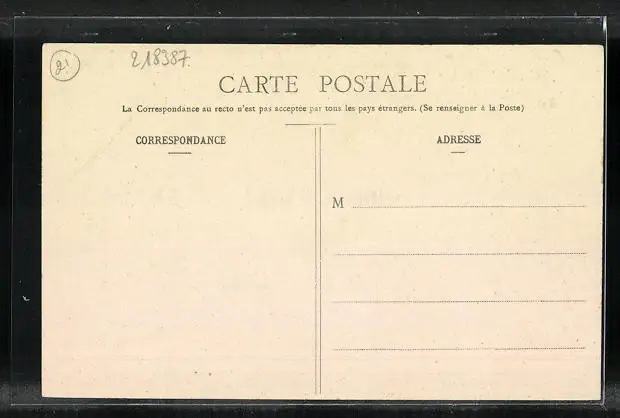 21
218387
CARTE POSTALE
La Correspondance au recto n'est pas acceptée par tous les pays étrangers. (Se renseigner à la Poste)
CORRESPONDANCE
ADRESSE
M